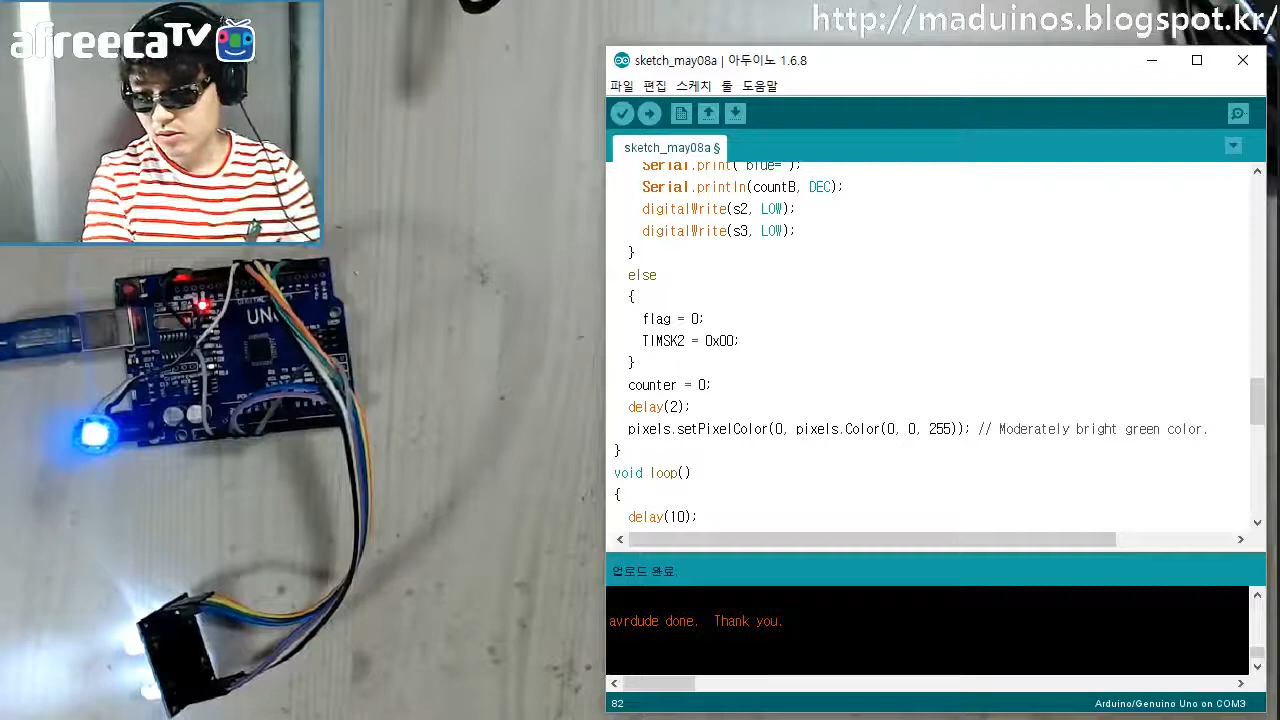 afreecaTV
http://maduinos.blogspot.kr/
sketch_may08a | 아두이노 1.6.8
파일 편집 스케치 툴 도움말
sketch_may08a §
Serial.print("blue=");
Serial.println(countB, DEC);
digitalWrite(s2, LOW);
digitalWrite(s3, LOW);
}
else
{
flag = 0;
TIMSK2 = 0x00;
}
counter = 0;
delay(2);
pixels.setPixelColor(0, pixels.Color(0, 0, 255)); // Moderately bright green color.
}
void loop()
{
delay(10);
업로드 완료.
avrdude done.  Thank you.
82
Arduino/Genuino Uno on COM3
UNO
DIGITAL